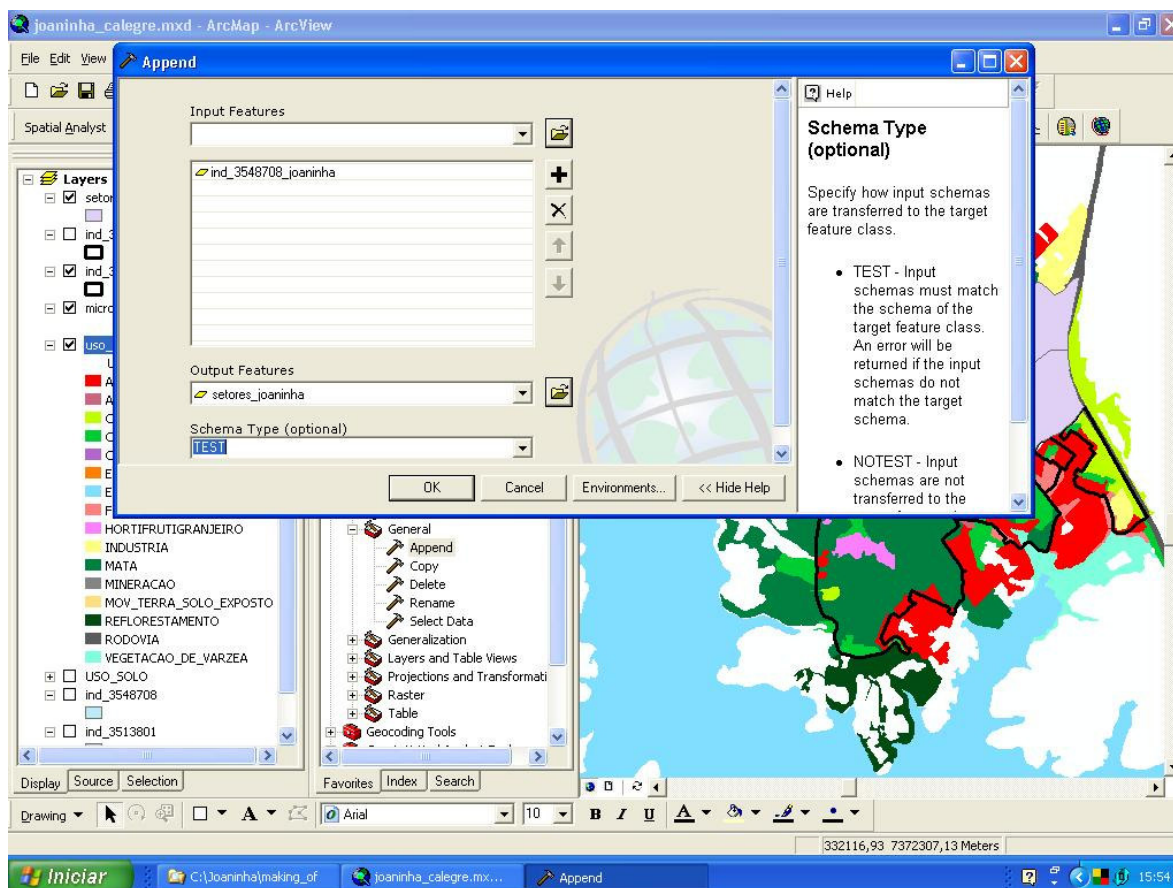 joaninha_calegre.mxd - ArcMap - ArcView
File Edit View
Append
Input Features
ind_3548708_joaninha
Output Features
setores_joaninha
Schema Type (optional)
TEST
OK Cancel Environments... << Hide Help
Help
Schema Type
(optional)
Specify how input schemas
are transferred to the target
feature class.
• TEST - Input
schemas must match
the schema of the
target feature class.
An error will be
returned if the input
schemas do not
match the target
schema.
• NOTEST - Input
schemas are not
transferred to the
Spatial Analyst
Layers
setor
ind_3
ind_3
micro
uso_
U
A
A
C
C
C
E
E
F
HORTIFRUTIGRANJEIRO
INDUSTRIA
MATA
MINERACAO
MOV_TERRA_SOLO_EXPOSTO
REFLORESTAMENTO
RODOVIA
VEGETACAO_DE_VARZEA
USO_SOLO
ind_3548708
ind_3513801
Display Source Selection
General
Append
Copy
Delete
Rename
Select Data
Generalization
Layers and Table Views
Projections and Transformati
Raster
Table
Geocoding Tools
Favorites Index Search
Drawing A Arial 10 B I U A
332116,93 7372307,13 Meters
Iniciar C:\Joaninha\making_of joaninha_calegre.mx... Append 15:54